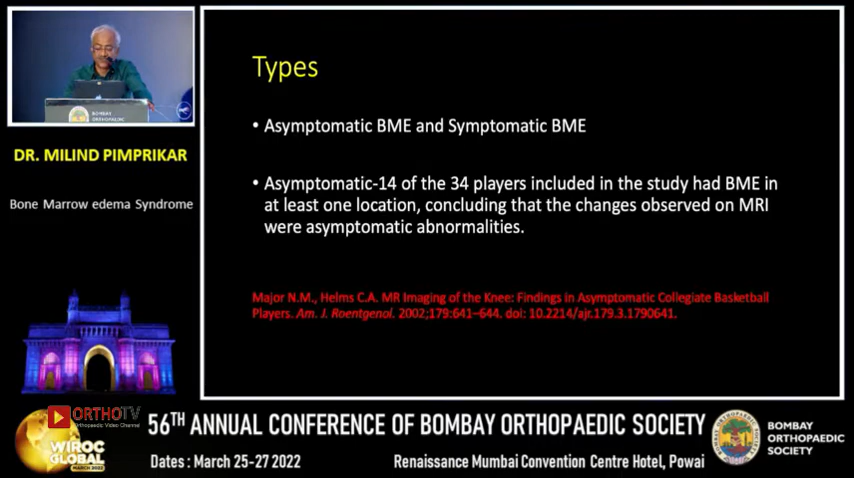 Types
• Asymptomatic BME and Symptomatic BME
• Asymptomatic-14 of the 34 players included in the study had BME in
at least one location, concluding that the changes observed on MRI
were asymptomatic abnormalities.
Major N.M., Helms C.A. MR Imaging of the Knee: Findings in Asymptomatic Collegiate Basketball
Players. Am. J. Roentgenol. 2002;179:641–644. doi: 10.2214/ajr.179.3.1790641.
BOMBAY
ORTHOPAEDIC
DR. MILIND PIMPRIKAR
Bone Marrow edema Syndrome
ORTHOTV
Orthopaedic Video Channel
WIROC
GLOBAL
MARCH 2022
56TH ANNUAL CONFERENCE OF BOMBAY ORTHOPAEDIC SOCIETY
Dates : March 25-27 2022
Renaissance Mumbai Convention Centre Hotel, Powai
BOMBAY
ORTHOPAEDIC
SOCIETY